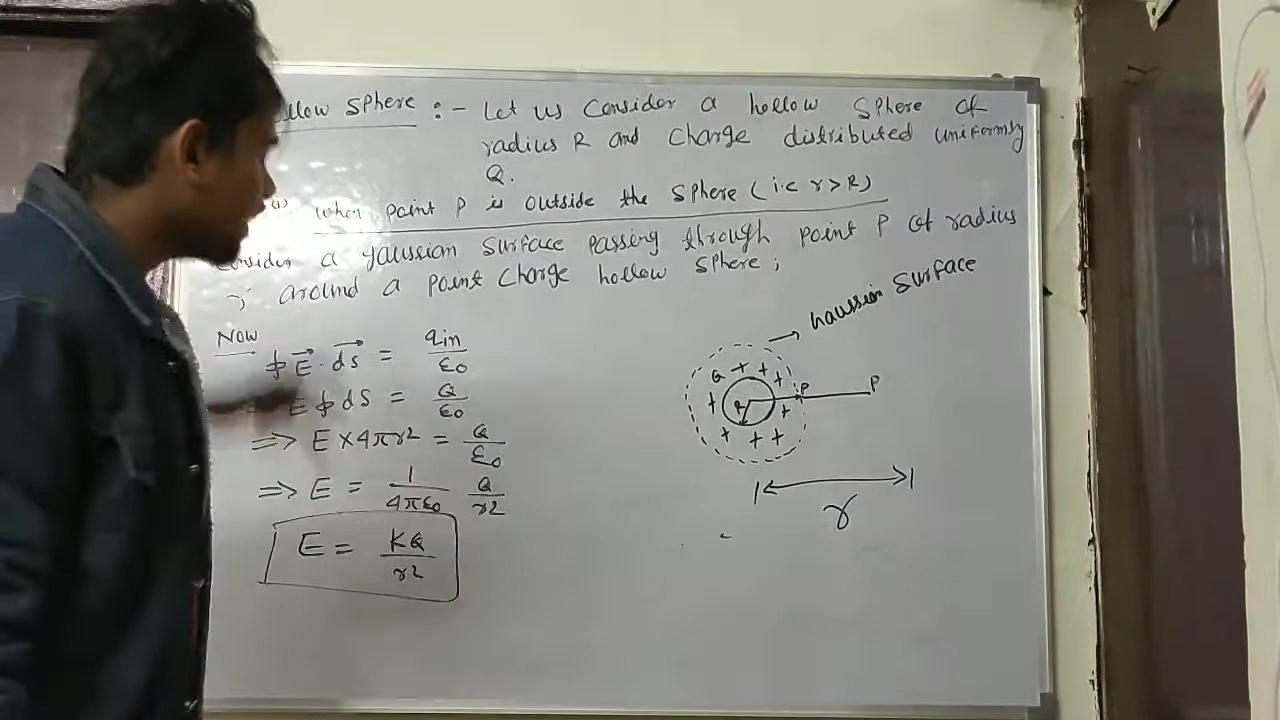 llow Sphere :- Let us Consider a hollow Sphere of
radius R and Charge distributed uniformly
Q.
when point P is outside the Sphere (i.e r>R)
Consider a gaussion Surface passing through point P of radius
r around a point Charge hollow Sphere ;
Now
∮ E⃗ · ds⃗ = qin/ε0
E ∮ ds = Q/ε0
⇒ E × 4πr2 = Q/ε0
⇒ E = 1/4πε0 Q/r2
E = KQ/r2
→ Gaussion Surface
Q + + + +
+ R + P P
+ + +
r